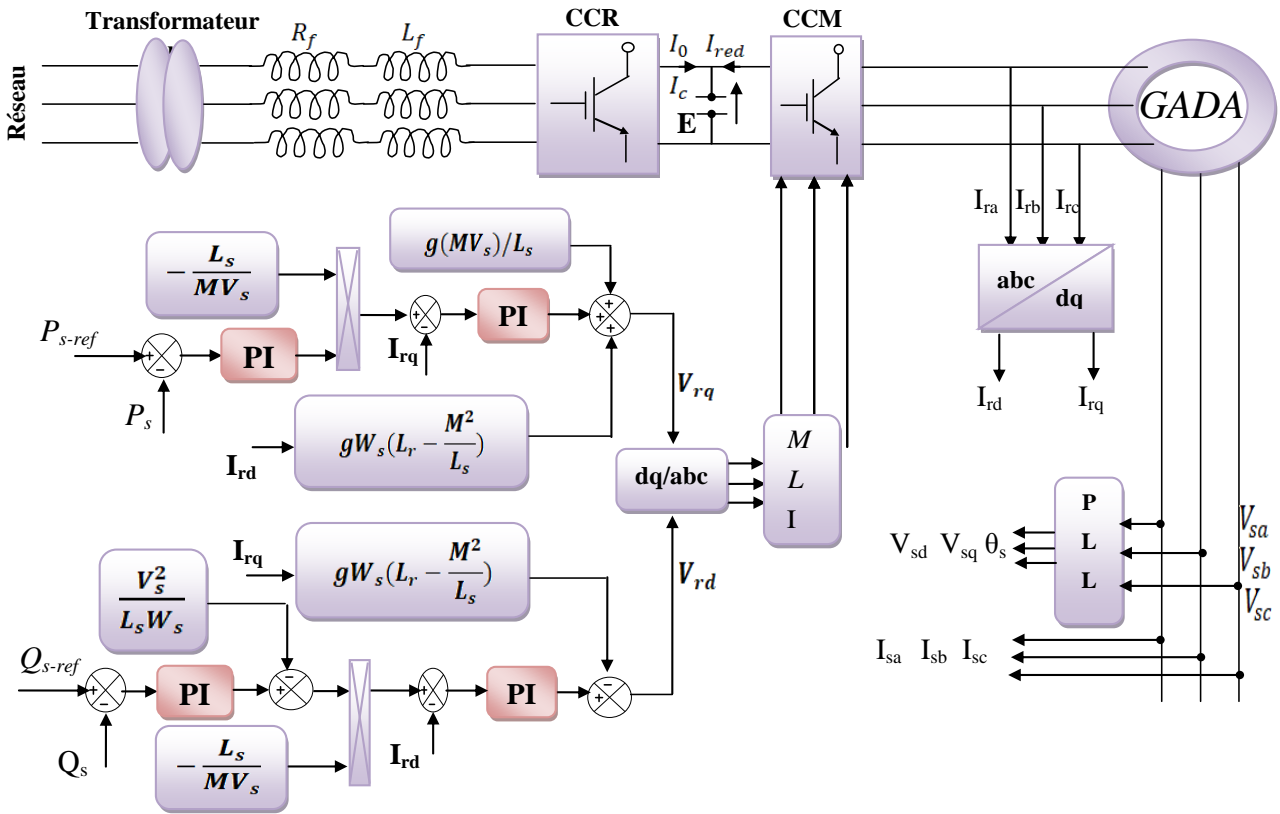 Transformateur
CCR
CCM
R_f
L_f
I_0
I_red
I_c
E
Réseau
GADA
I_ra
I_rb
I_rc
abc
dq
I_rd
I_rq
g(MV_s)/L_s
-L_s/MV_s
P_s-ref
+
-
PI
P_s
+
-
I_rq
PI
+
+
+
V_rq
I_rd
gW_s(L_r - M²/L_s)
dq/abc
M
L
I
P
L
L
V_sd V_sq θ_s
V_sa
V_sb
V_sc
I_sa I_sb I_sc
I_rq
gW_s(L_r - M²/L_s)
V_rd
V_s²/L_sW_s
Q_s-ref
+
-
PI
-
+
Q_s
-L_s/MV_s
+
-
I_rd
PI
-
+